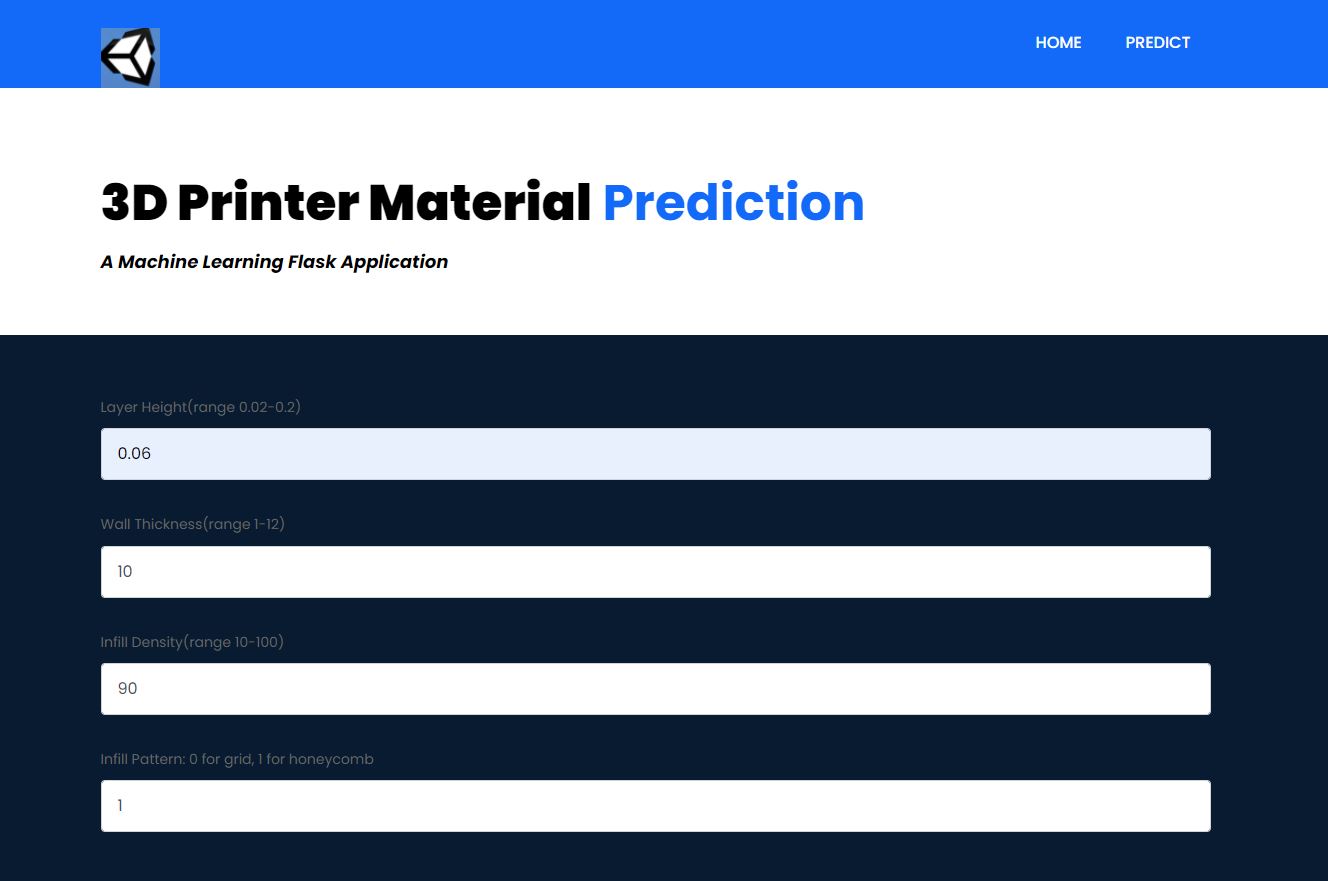 HOME PREDICT
3D Printer Material Prediction
A Machine Learning Flask Application
Layer Height(range 0.02-0.2)
0.06
Wall Thickness(range 1-12)
10
Infill Density(range 10-100)
90
Infill Pattern: 0 for grid, 1 for honeycomb
1